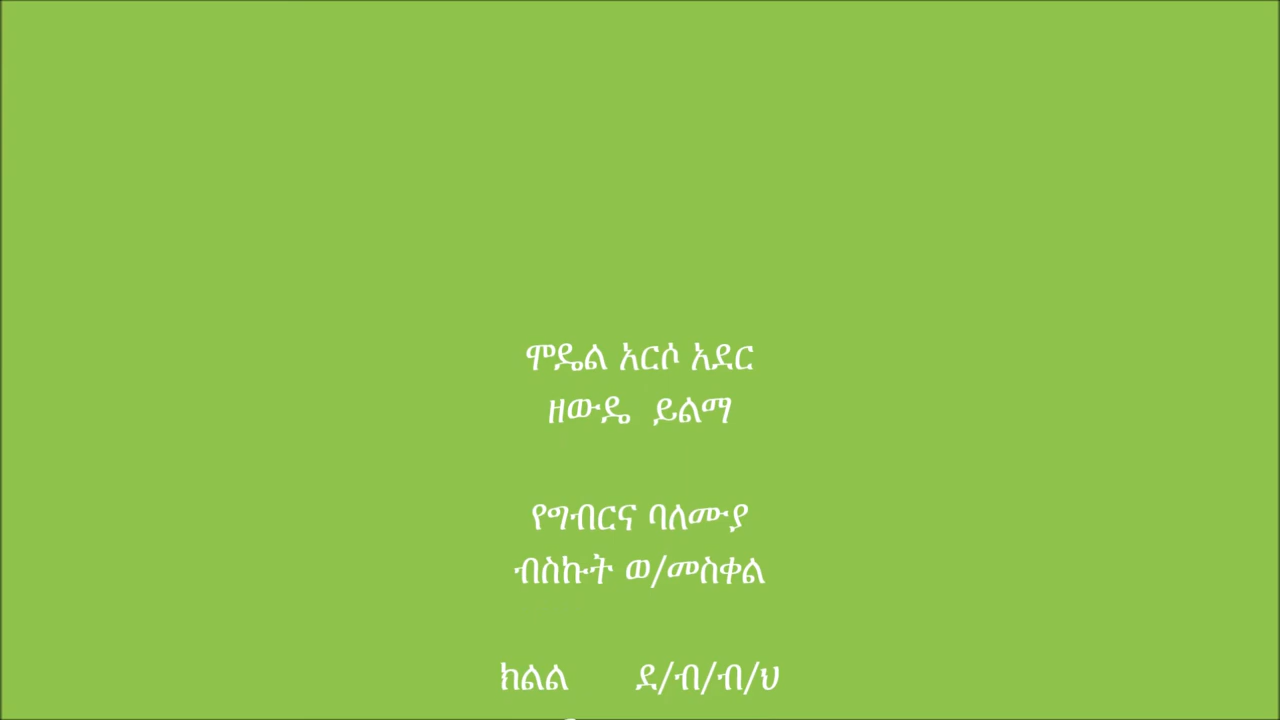 ሞዴል አርሶ አደር
ዘውዴ ይልማ
የግብርና ባለሙያ
ብስኩት ወ/መስቀል
ክልል ደ/ብ/ብ/ህ